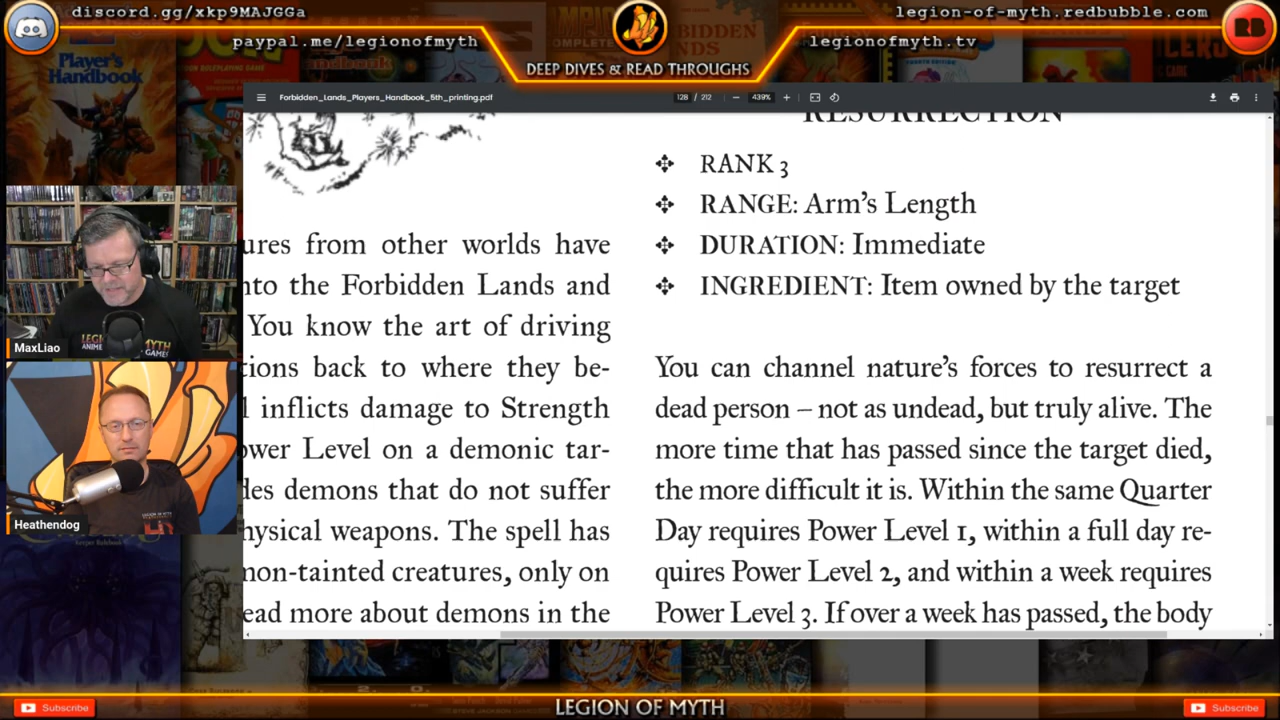 discord.gg/xkp9MAJGGa
legion-of-myth.redbubble.com
paypal.me/legionofmyth
legionofmyth.tv
DEEP DIVES & READ THROUGHS
Player's
Handbook
Forbidden_Lands_Players_Handbook_5th_printing.pdf
128 / 212
439%
RESURRECTION
RANK 3
RANGE: Arm's Length
DURATION: Immediate
INGREDIENT: Item owned by the target
ures from other worlds have
nto the Forbidden Lands and
You know the art of driving
tions back to where they be-
l inflicts damage to Strength
ower Level on a demonic tar-
des demons that do not suffer
hysical weapons. The spell has
mon-tainted creatures, only on
ead more about demons in the
You can channel nature's forces to resurrect a
dead person – not as undead, but truly alive. The
more time that has passed since the target died,
the more difficult it is. Within the same Quarter
Day requires Power Level 1, within a full day re-
quires Power Level 2, and within a week requires
Power Level 3. If over a week has passed, the body
MaxLiao
Heathendog
Subscribe
LEGION OF MYTH
Subscribe